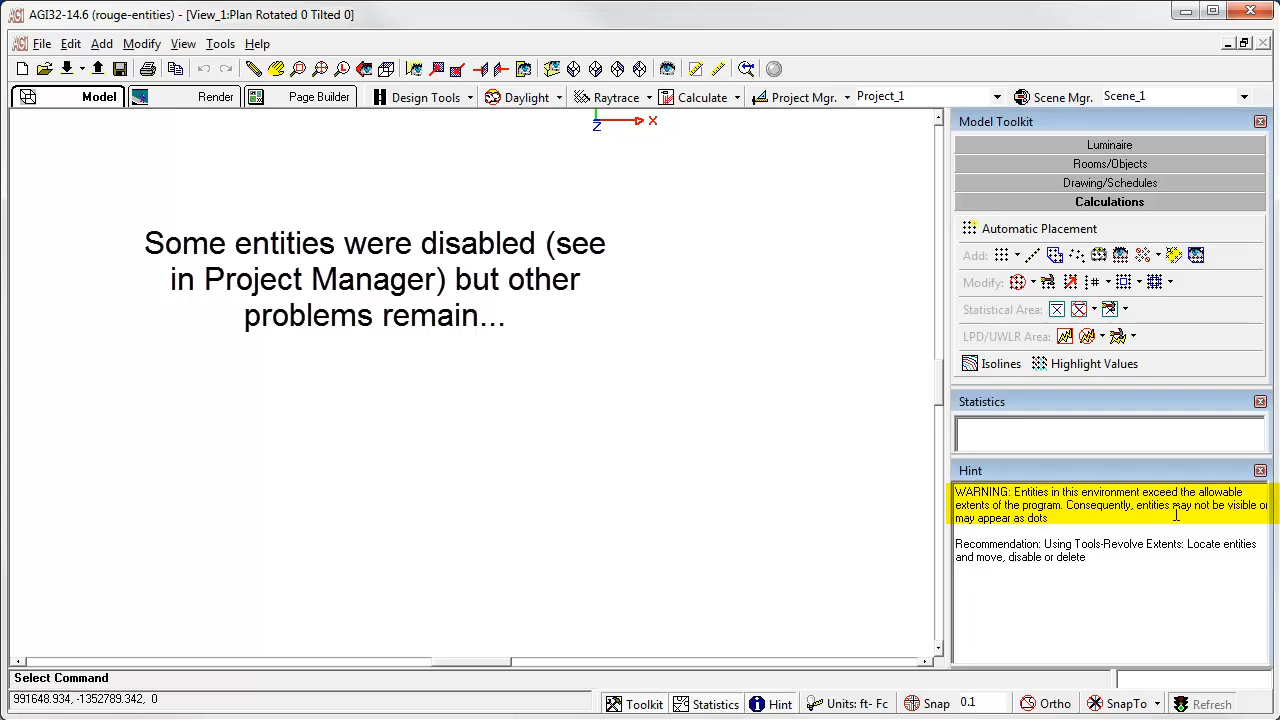 AGI32-14.6 (rouge-entities) - [View_1:Plan Rotated 0 Tilted 0]
AGI File Edit Add Modify View Tools Help
Model Render Page Builder Design Tools Daylight Raytrace Calculate Project Mgr. Project_1 Scene Mgr. Scene_1
Z X
Some entities were disabled (see
in Project Manager) but other
problems remain...
Model Toolkit
Luminaire
Rooms/Objects
Drawing/Schedules
Calculations
Automatic Placement
Add:
Modify:
Statistical Area:
LPD/UWLR Area:
Isolines Highlight Values
Statistics
Hint
WARNING: Entities in this environment exceed the allowable
extents of the program. Consequently, entities may not be visible or
may appear as dots
Recommendation: Using Tools-Revolve Extents: Locate entities
and move, disable or delete
Select Command
991648.934, -1352789.342, 0
Toolkit Statistics Hint Units: ft- Fc Snap 0.1 Ortho SnapTo Refresh